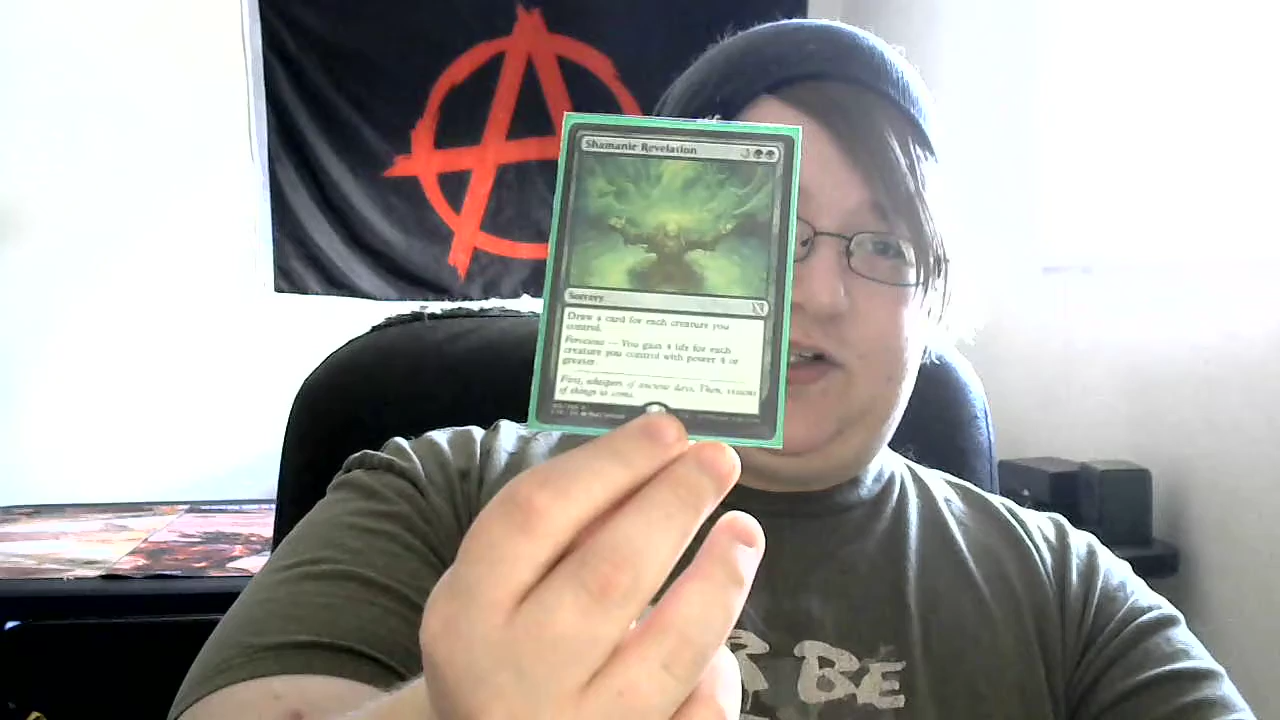 Shamanic Revelation 3
Sorcery
Draw a card for each creature you
control.
Ferocious — You gain 4 life for each
creature you control with power 4 or
greater.
First, whispers of ancient days. Then, visions
of things to come.
BE